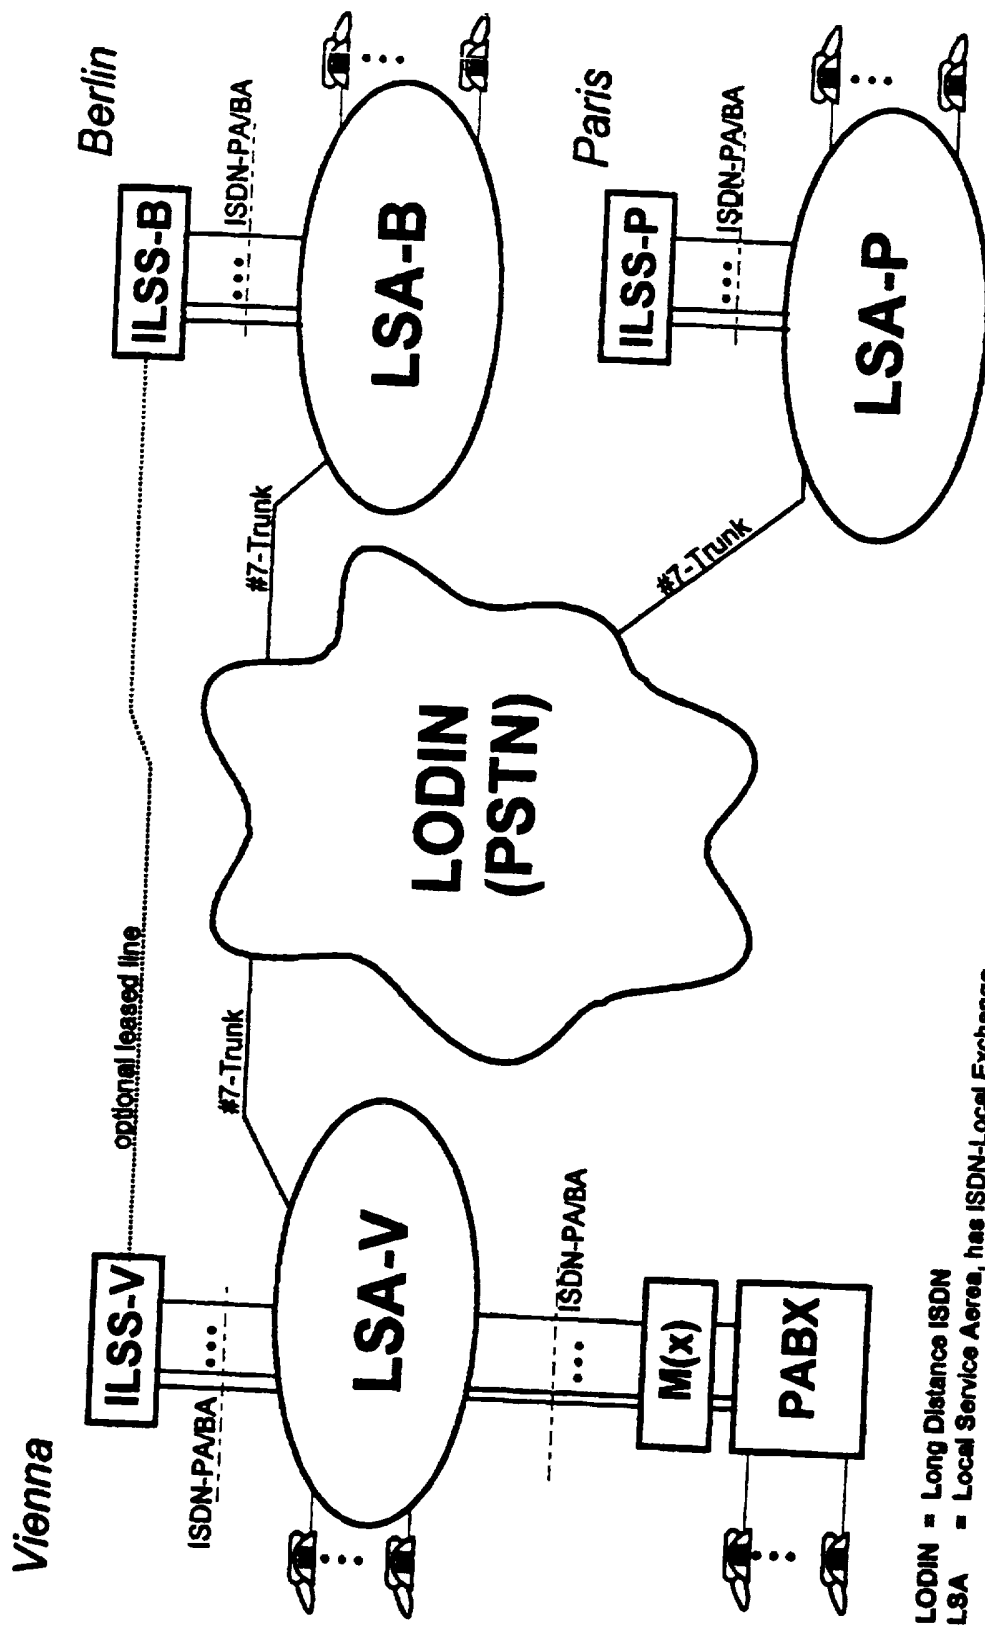 Vienna
Berlin
ILSS-V
optional leased line
ILSS-B
ISDN-PA/BA
ISDN-PA/BA
#7-Trunk
#7-Trunk
LSA-V
LSA-B
LODIN
(PSTN)
ISDN-PA/BA
Paris
ILSS-P
ISDN-PA/BA
M(x)
#7-Trunk
PABX
LSA-P
LODIN = Long Distance ISDN
LSA = Local Service Aerea, has ISDN-Local Exchange